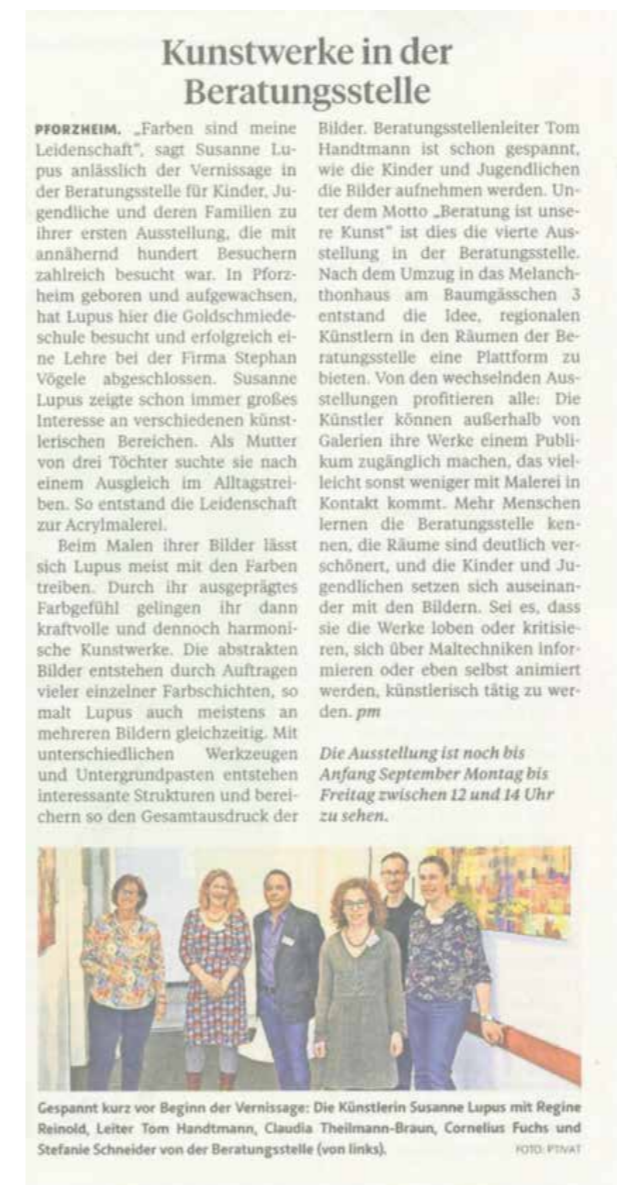 Kunstwerke in der
Beratungsstelle
PFORZHEIM. „Farben sind meine
Leidenschaft“, sagt Susanne Lu-
pus anlässlich der Vernissage in
der Beratungsstelle für Kinder, Ju-
gendliche und deren Familien zu
ihrer ersten Ausstellung, die mit
annähernd hundert Besuchern
zahlreich besucht war. In Pforz-
heim geboren und aufgewachsen,
hat Lupus hier die Goldschmiede-
schule besucht und erfolgreich ei-
ne Lehre bei der Firma Stephan
Vögele abgeschlossen. Susanne
Lupus zeigte schon immer großes
Interesse an verschiedenen künst-
lerischen Bereichen. Als Mutter
von drei Töchter suchte sie nach
einem Ausgleich im Alltagstrei-
ben. So entstand die Leidenschaft
zur Acrylmalerei.
Beim Malen ihrer Bilder lässt
sich Lupus meist mit den Farben
treiben. Durch ihr ausgeprägtes
Farbgefühl gelingen ihr dann
kraftvolle und dennoch harmoni-
sche Kunstwerke. Die abstrakten
Bilder entstehen durch Auftragen
vieler einzelner Farbschichten, so
malt Lupus auch meistens an
mehreren Bildern gleichzeitig. Mit
unterschiedlichen Werkzeugen
und Untergrundpasten entstehen
interessante Strukturen und berei-
chern so den Gesamtausdruck der
Bilder. Beratungsstellenleiter Tom
Handtmann ist schon gespannt,
wie die Kinder und Jugendlichen
die Bilder aufnehmen werden. Un-
ter dem Motto „Beratung ist unse-
re Kunst“ ist dies die vierte Aus-
stellung in der Beratungsstelle.
Nach dem Umzug in das Melanch-
thonhaus am Baumgässchen 3
entstand die Idee, regionalen
Künstlern in den Räumen der Be-
ratungsstelle eine Plattform zu
bieten. Von den wechselnden Aus-
stellungen profitieren alle: Die
Künstler können außerhalb von
Galerien ihre Werke einem Publi-
kum zugänglich machen, das viel-
leicht sonst weniger mit Malerei in
Kontakt kommt. Mehr Menschen
lernen die Beratungsstelle ken-
nen, die Räume sind deutlich ver-
schönert, und die Kinder und Ju-
gendlichen setzen sich auseinan-
der mit den Bildern. Sei es, dass
sie die Werke loben oder kritisie-
ren, sich über Maltechniken infor-
mieren oder eben selbst animiert
werden, künstlerisch tätig zu wer-
den. pm
Die Ausstellung ist noch bis
Anfang September Montag bis
Freitag zwischen 12 und 14 Uhr
zu sehen.
Gespannt kurz vor Beginn der Vernissage: Die Künstlerin Susanne Lupus mit Regine
Reinold, Leiter Tom Handtmann, Claudia Theilmann-Braun, Cornelius Fuchs und
Stefanie Schneider von der Beratungsstelle (von links).
FOTO: PTIVAT